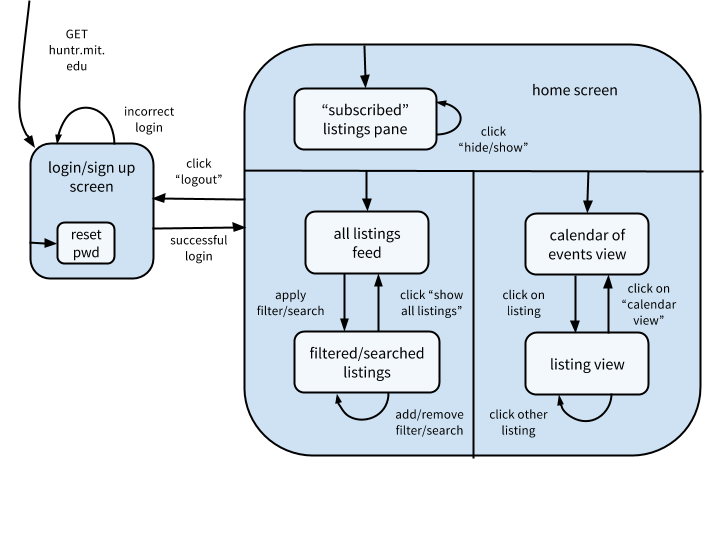 GET
huntr.mit.
edu
incorrect
login
login/sign up
screen
reset
pwd
click
“logout”
successful
login
home screen
“subscribed”
listings pane
click
“hide/show”
all listings
feed
apply
filter/search
click “show
all listings”
filtered/searched
listings
add/remove
filter/search
calendar of
events view
click on
listing
click on
“calendar
view”
listing view
click other
listing